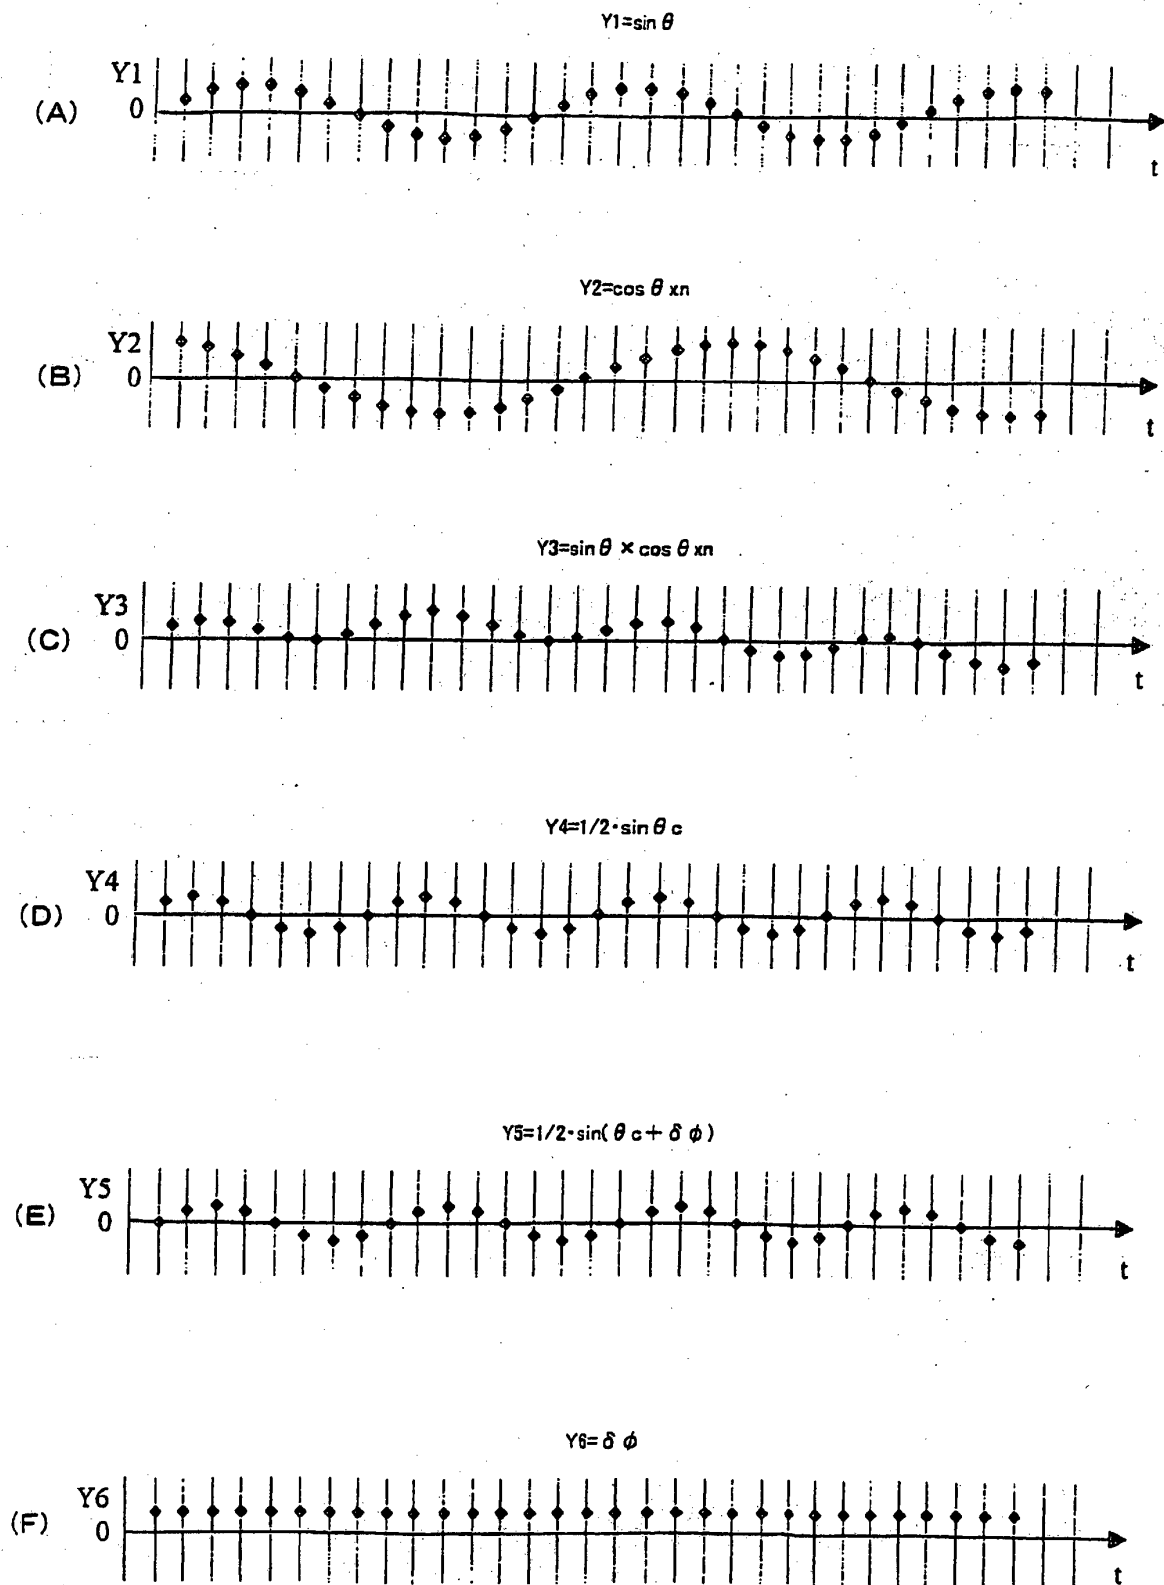 Y1=sin θ
Y1
(A) 0
t
Y2=cos θ xn
Y2
(B) 0
t
Y3=sin θ × cos θ xn
Y3
(C) 0
t
Y4=1/2·sin θ c
Y4
(D) 0
t
Y5=1/2·sin( θ c+ δ φ )
Y5
(E) 0
t
Y6= δ φ
Y6
(F) 0
t